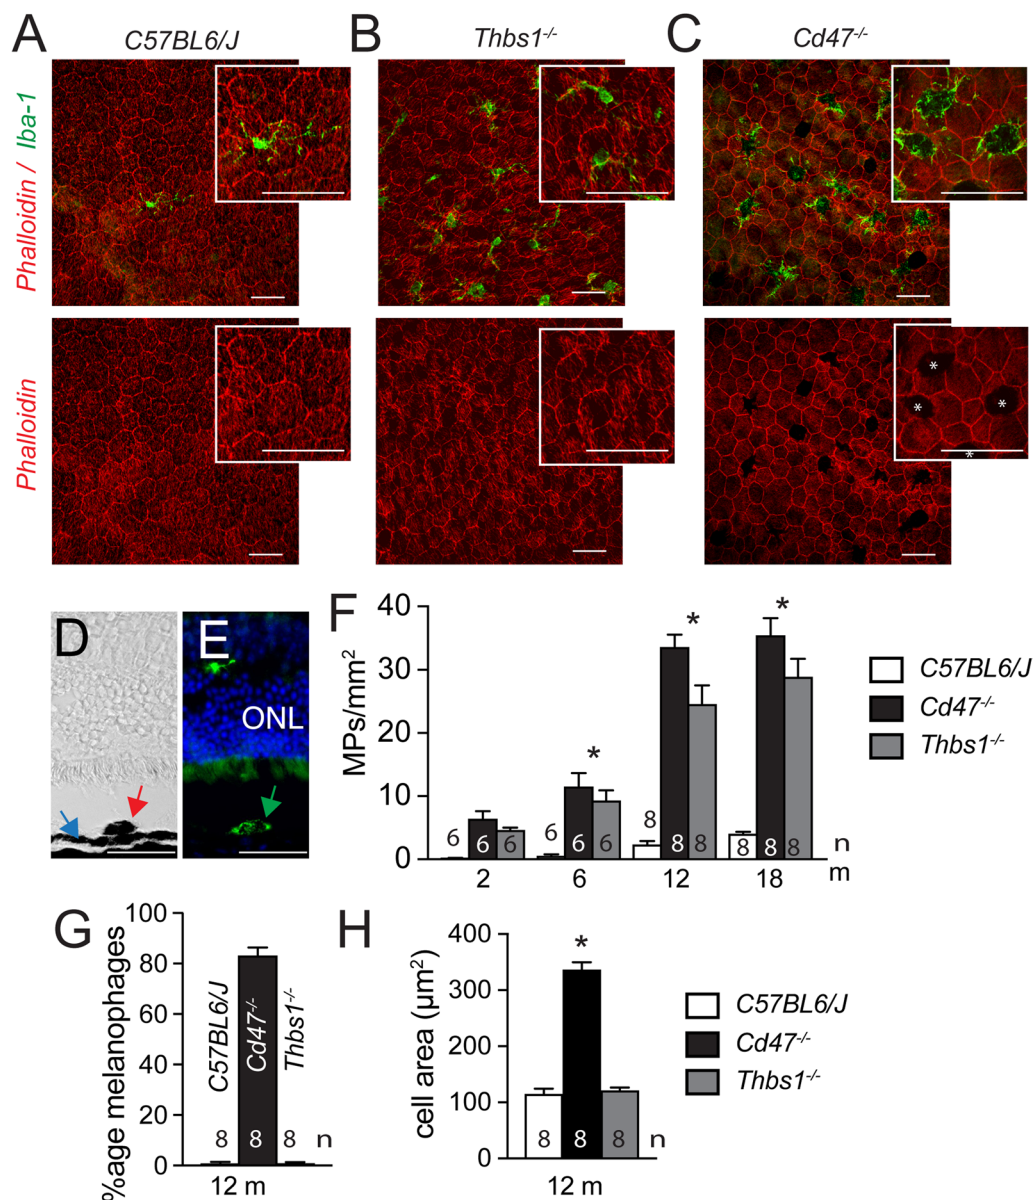 A C57BL6/J
B Thbs1-/-
C Cd47-/-
Phalloidin / Iba-1
Phalloidin
* * * *
D
E
ONL
F
MPs/mm2
40
30
20
10
0
* * *
6 6 6 6 6 6 8 8 8 8 8 8 n
2 6 12 18 m
C57BL6/J
Cd47-/-
Thbs1-/-
G
%age melanophages
100
80
60
40
20
0
C57BL6/J
Cd47-/-
Thbs1-/-
8 8 8 n
12 m
H
cell area (µm2)
400
300
200
100
0
*
8 8 8 n
12 m
C57BL6/J
Cd47-/-
Thbs1-/-